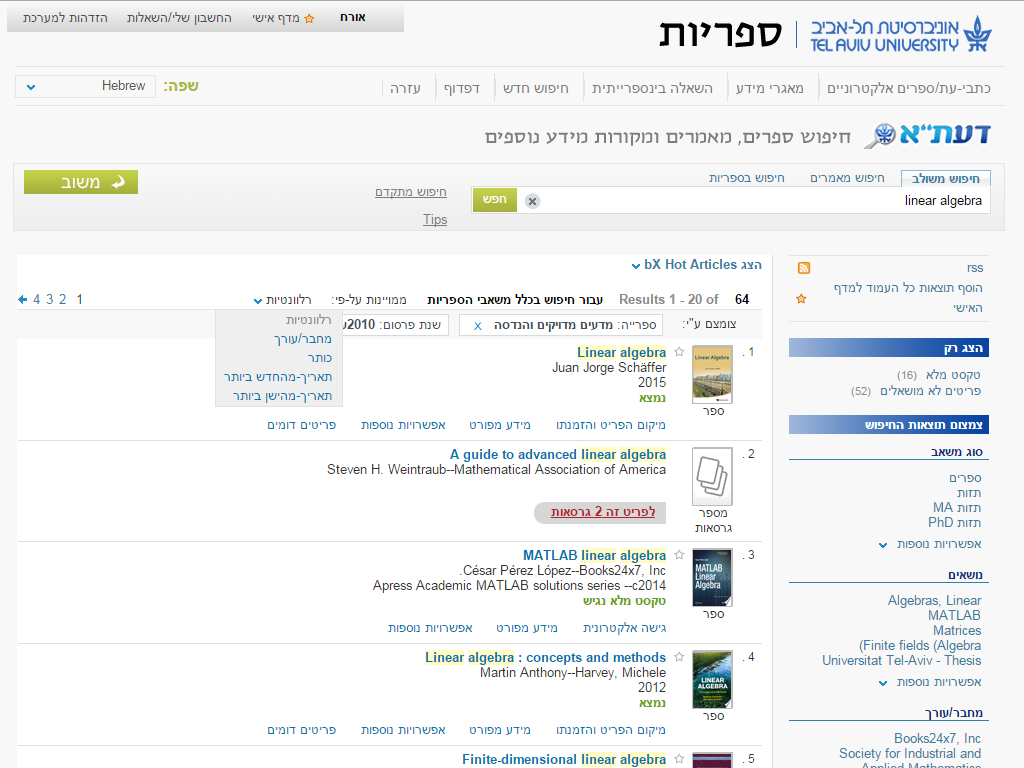 אורח
מדף אישי
החשבון שלי/השאלות
הזדהות למערכת
אוניברסיטת תל-אביב
TEL AVIV UNIVERSITY
ספריות
כתבי-עת/ספרים אלקטרוניים
מאגרי מידע
השאלה בינספרייתית
חיפוש חדש
דפדוף
עזרה
שפה:
Hebrew
דעת"א
חיפוש ספרים, מאמרים ומקורות מידע נוספים
חיפוש משולב
חיפוש מאמרים
חיפוש בספריות
linear algebra
חפש
חיפוש מתקדם
Tips
משוב
rss
הוסף תוצאות כל העמוד למדף
האישי
הצג רק
טקסט מלא (16)
פריטים לא מושאלים (52)
צמצום תוצאות החיפוש
סוג משאב
ספרים
תזות
תזות MA
תזות PhD
אפשרויות נוספות
נושאים
Algebras, Linear
MATLAB
Matrices
(Finite fields (Algebra
Universitat Tel-Aviv - Thesis
אפשרויות נוספות
מחבר/עורך
Books24x7, Inc
Society for Industrial and
Applied Mathematics
הצג bX Hot Articles
64 Results 1 - 20 of עבור חיפוש בכלל משאבי הספריות
ממויינות על-פי: רלוונטיות
1 2 3 4
רלוונטיות
מחבר/עורך
כותר
תאריך-מהחדש ביותר
תאריך-מהישן ביותר
צומצם ע"י:
ספרייה: מדעים מדויקים והנדסה x
שנת פרסום: 2010
1.
Linear Algebra
ספר
Linear algebra
Juan Jorge Schäffer
2015
נמצא
מיקום הפריט והזמנתו
מידע מפורט
אפשרויות נוספות
פריטים דומים
2.
מספר
גרסאות
A guide to advanced linear algebra
Steven H. Weintraub--Mathematical Association of America
לפריט זה 2 גרסאות
3.
MATLAB
Linear
Algebra
ספר
MATLAB linear algebra
.César Pérez López--Books24x7, Inc
Apress Academic MATLAB solutions series --c2014
טקסט מלא נגיש
גישה אלקטרונית
מידע מפורט
אפשרויות נוספות
4.
LINEAR
ALGEBRA
ספר
Linear algebra : concepts and methods
Martin Anthony--Harvey, Michele
2012
נמצא
מיקום הפריט והזמנתו
מידע מפורט
אפשרויות נוספות
פריטים דומים
5.
Finite-dimensional linear algebra